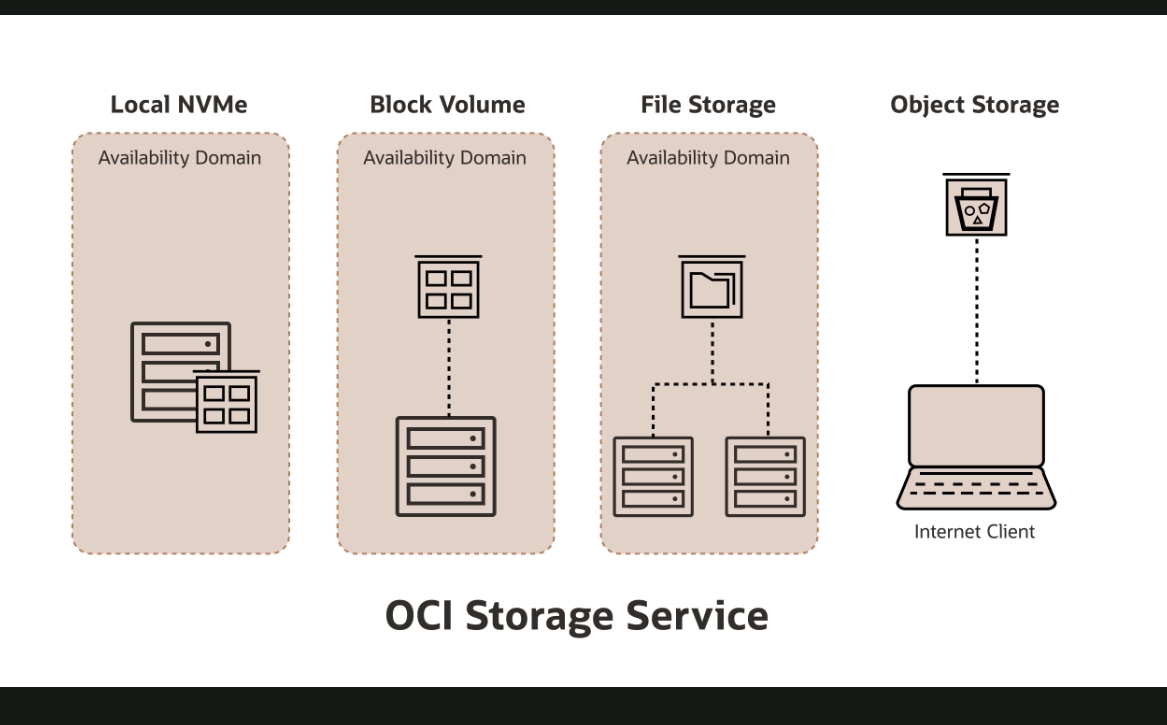 Local NVMe
Block Volume
File Storage
Object Storage
Availability Domain
Availability Domain
Availability Domain
Internet Client
OCI Storage Service